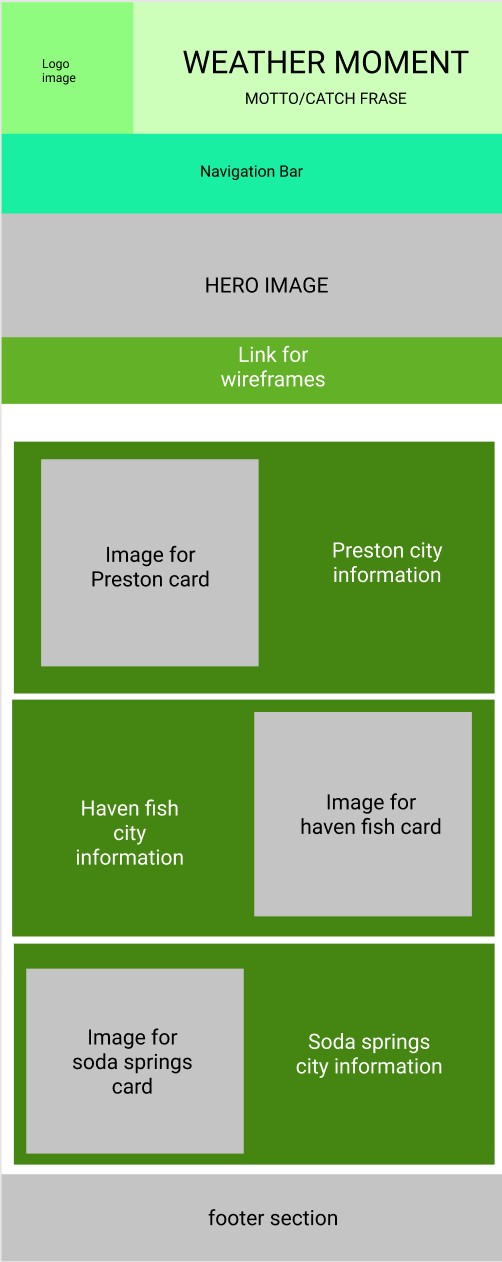 Logo
image
WEATHER MOMENT
MOTTO/CATCH FRASE
Navigation Bar
HERO IMAGE
Link for
wireframes
Image for
Preston card
Preston city
information
Haven fish
city
information
Image for
haven fish card
Image for
soda springs
card
Soda springs
city information
footer section